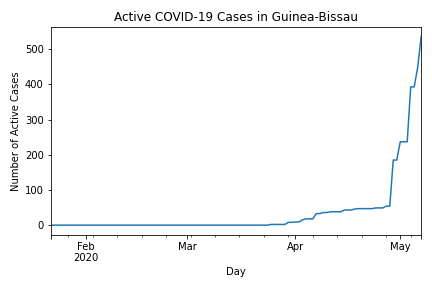 Active COVID-19 Cases in Guinea-Bissau
Number of Active Cases
500
400
300
200
100
0
Feb
2020
Mar
Apr
May
Day